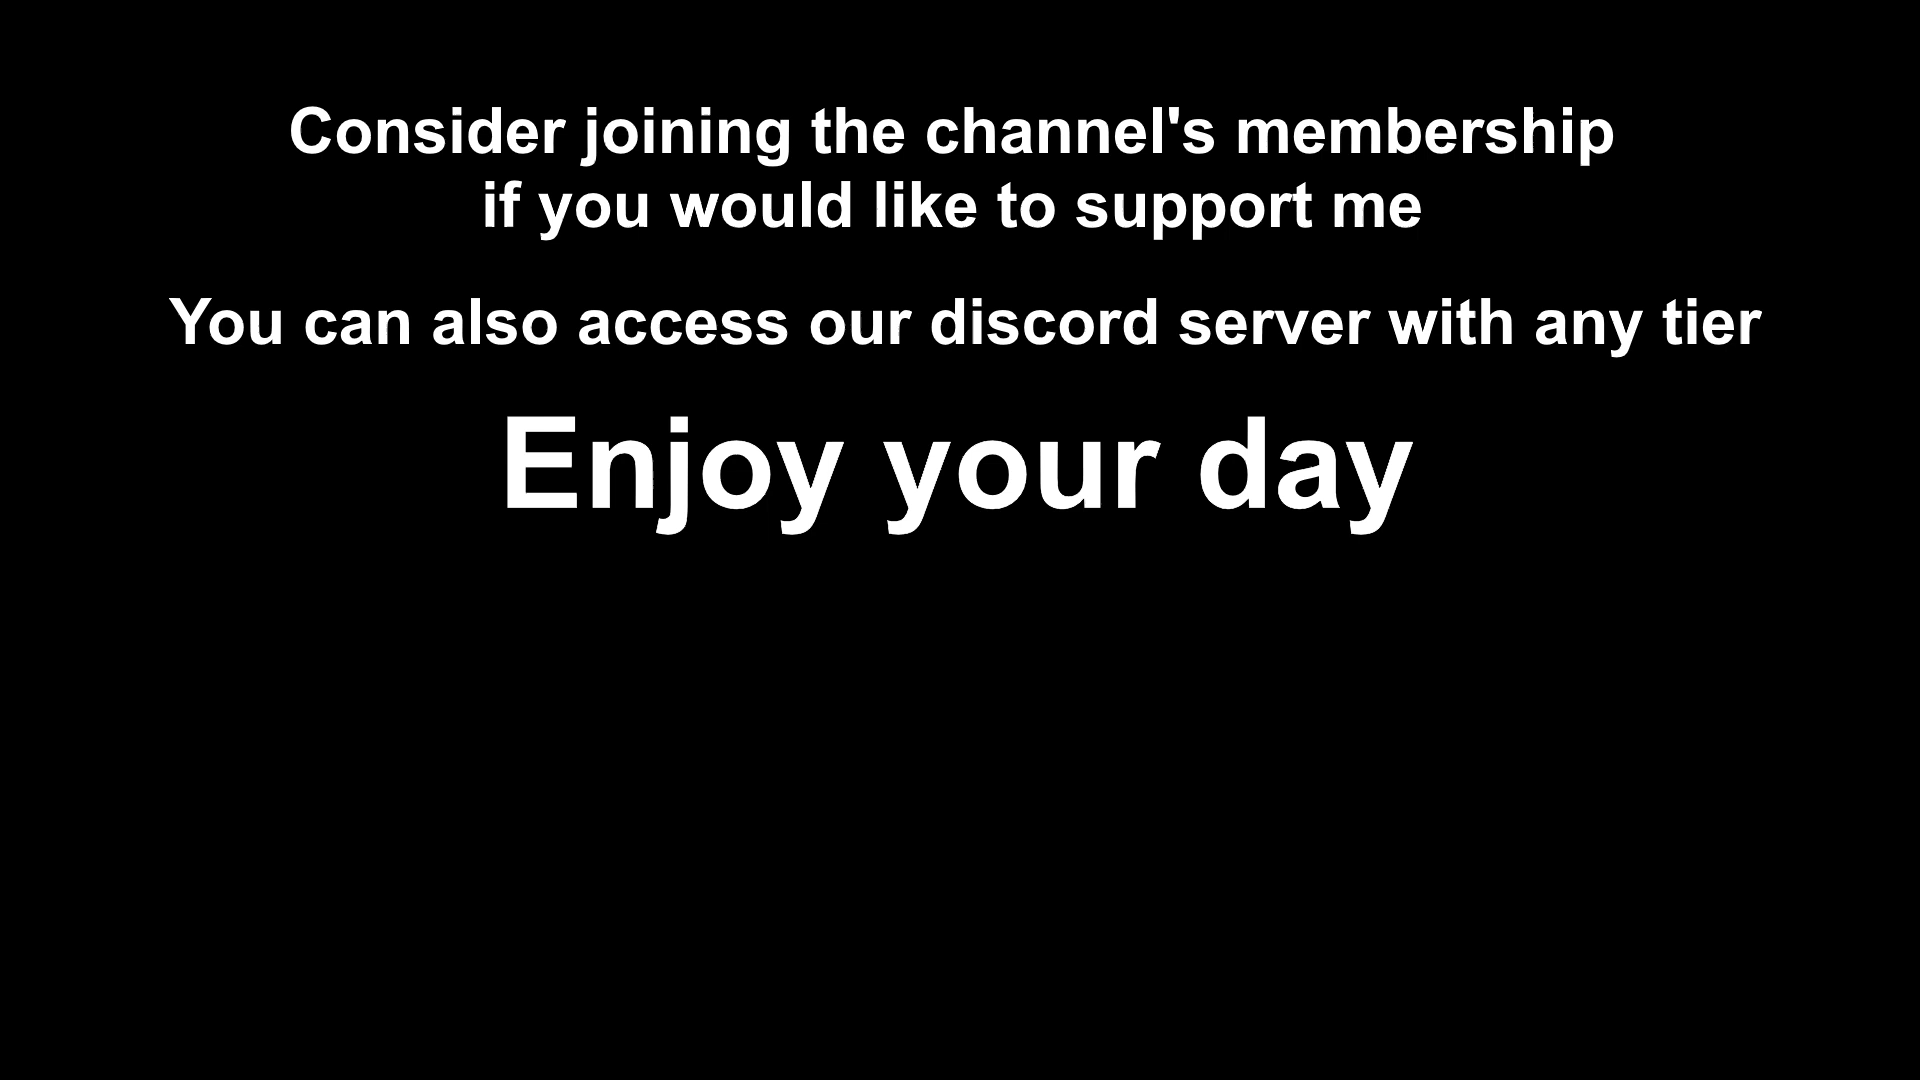 Consider joining the channel's membership
if you would like to support me
You can also access our discord server with any tier
Enjoy your day